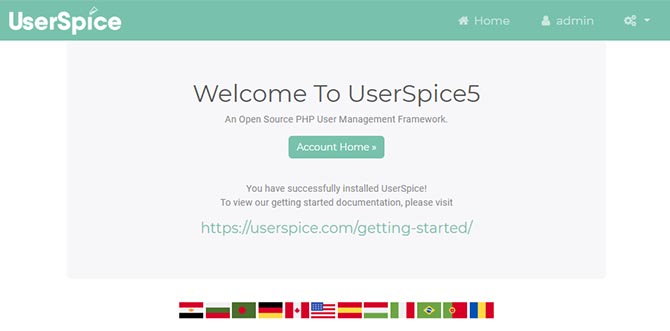 UserSpice
Home
admin
Welcome To UserSpice5
An Open Source PHP User Management Framework.
Account Home »
You have successfully installed UserSpice!
To view our getting started documentation, please visit
https://userspice.com/getting-started/